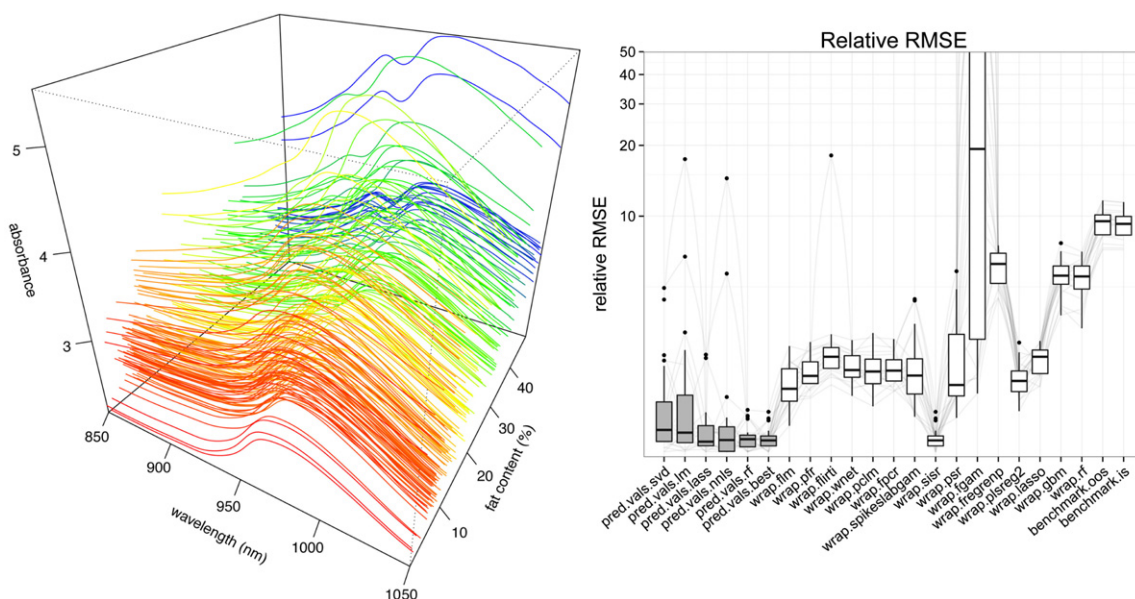 absorbance
5
4
3
850
900
950
1000
1050
wavelength (nm)
10
20
30
40
fat content (%)
Relative RMSE
relative RMSE
50
40
30
20
10
pred.vals.svd
pred.vals.lm
pred.vals.lass
pred.vals.nnls
pred.vals.rf
pred.vals.best
wrap.flm
wrap.pfr
wrap.flirti
wrap.wnet
wrap.pclm
wrap.fpcr
wrap.spikeslabgam
wrap.sisr
wrap.psr
wrap.fgam
wrap.fregrenp
wrap.plsreg2
wrap.lasso
wrap.gbm
wrap.rf
benchmark.oos
benchmark.is